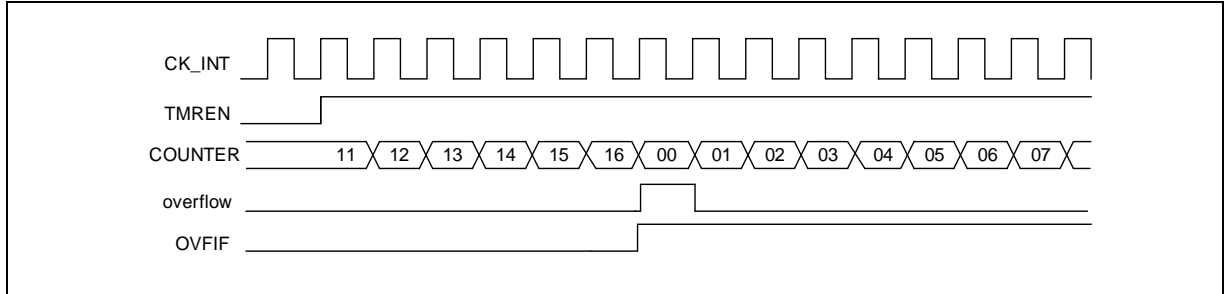 CK_INT
TMREN
COUNTER 11 12 13 14 15 16 00 01 02 03 04 05 06 07
overflow
OVFIF